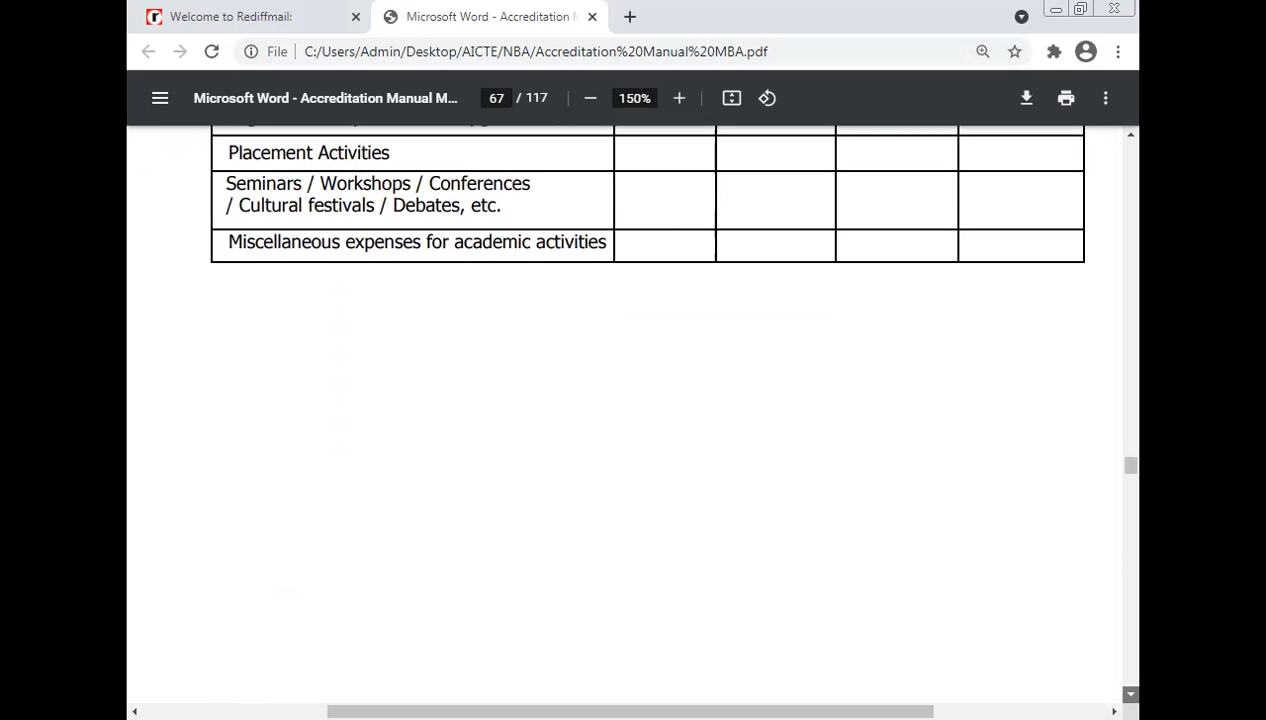 Welcome to Rediffmail:
Microsoft Word - Accreditation M
File
C:/Users/Admin/Desktop/AICTE/NBA/Accreditation%20Manual%20MBA.pdf
Microsoft Word - Accreditation Manual M...
67 / 117
150%
Placement Activities
Seminars / Workshops / Conferences
/ Cultural festivals / Debates, etc.
Miscellaneous expenses for academic activities